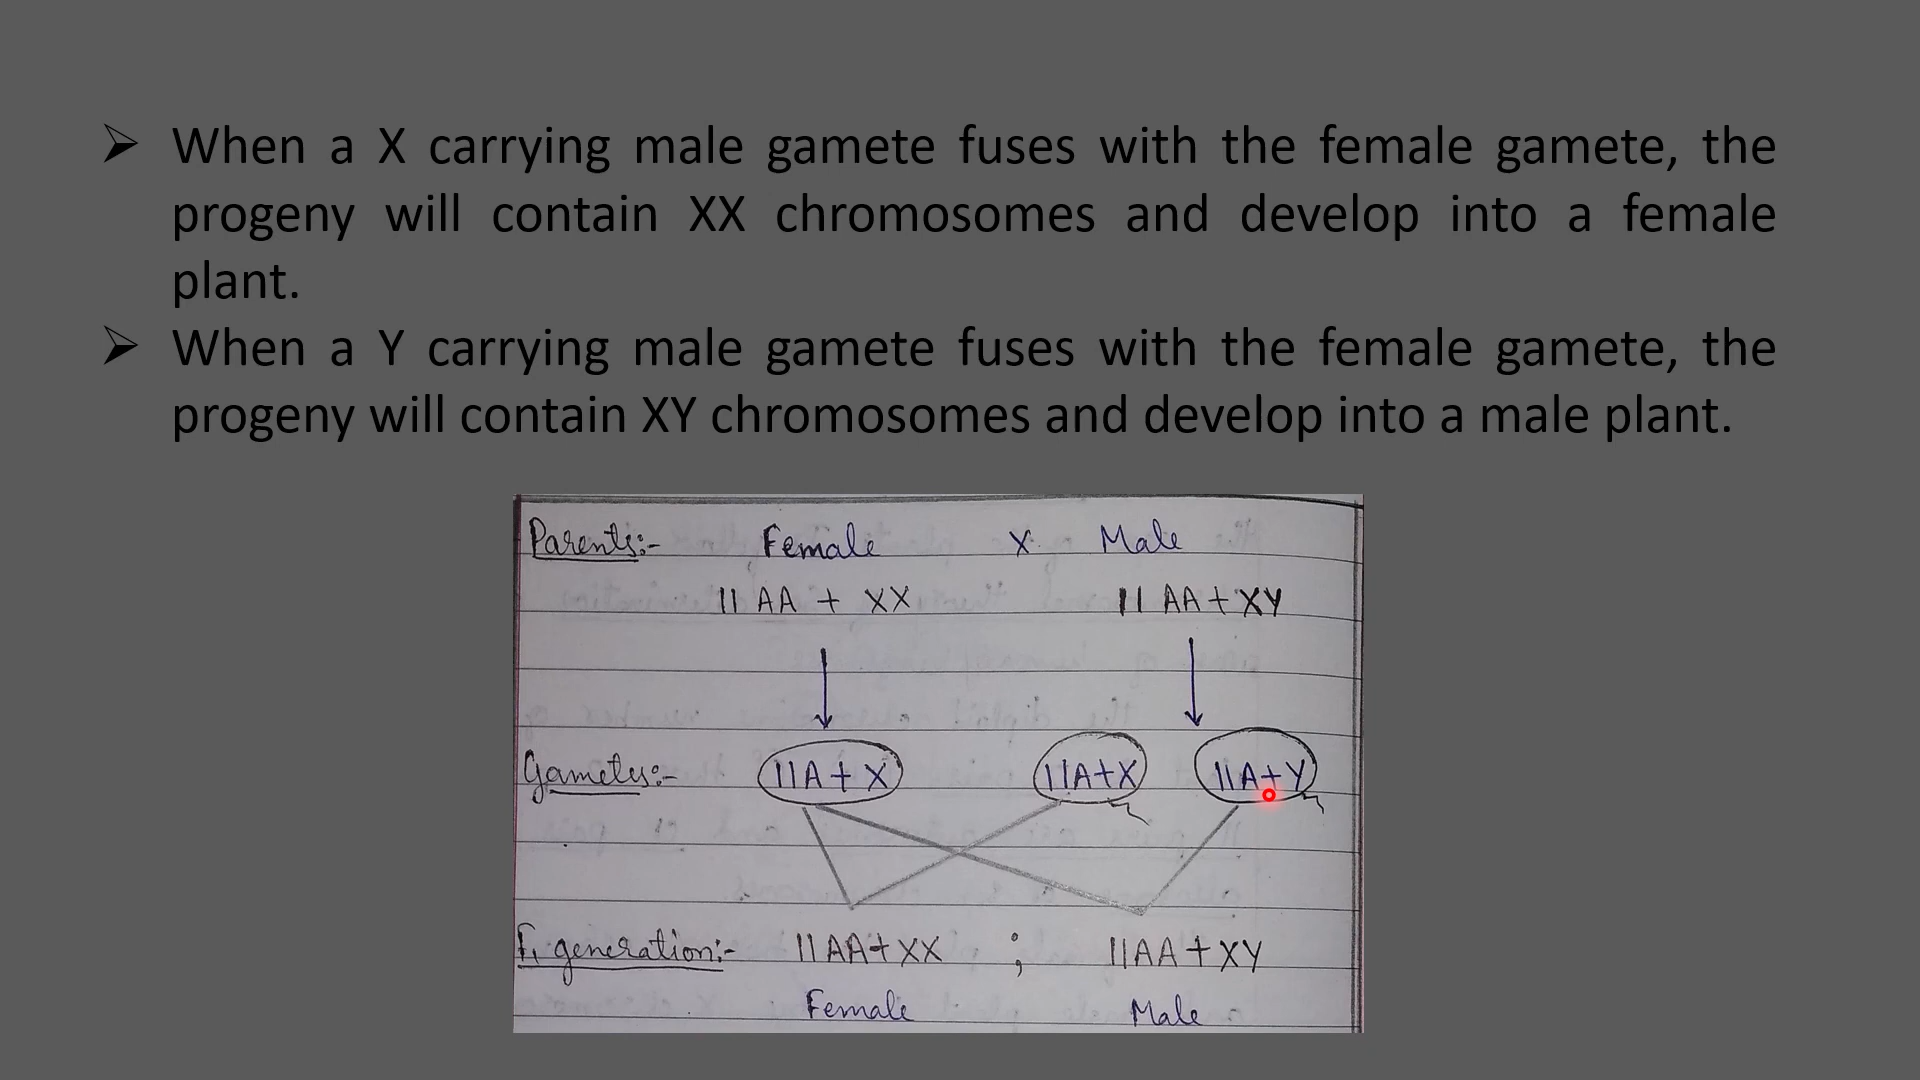 When a X carrying male gamete fuses with the female gamete, the
progeny will contain XX chromosomes and develop into a female
plant.
When a Y carrying male gamete fuses with the female gamete, the
progeny will contain XY chromosomes and develop into a male plant.
Parents:- Female X Male
11 AA + XX 11 AA + XY
Gametes:- 11A + X 11A+X 11A+Y
F1 generation:- 11AA+XX ; 11AA+XY
Female Male